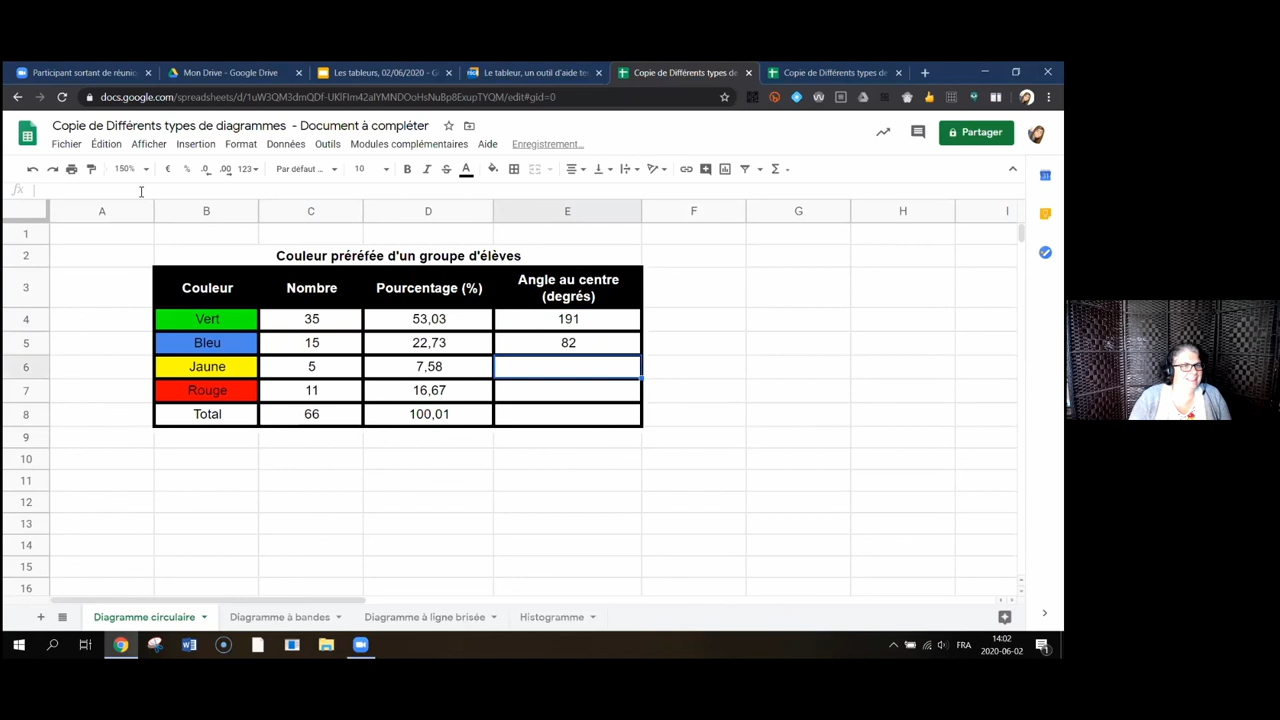 Participant sortant de réunio
Mon Drive - Google Drive
Les tableurs, 02/06/2020 - G
Le tableur, un outil d'aide te
Copie de Différents types de
Copie de Différents types de
docs.google.com/spreadsheets/d/1uW3QM3dmQDf-UKlFIm42aIYMNDOoHsNuBp8ExupTYQM/edit#gid=0
Copie de Différents types de diagrammes - Document à compléter
Partager
Fichier Édition Afficher Insertion Format Données Outils Modules complémentaires Aide Enregistrement...
150% € % .0 .00 123 Par défaut ... 10 B I S A Σ
fx
A B C D E F G H I
1
2 Couleur préréfée d'un groupe d'élèves
3 Couleur Nombre Pourcentage (%) Angle au centre (degrés)
4 Vert 35 53,03 191
5 Bleu 15 22,73 82
6 Jaune 5 7,58
7 Rouge 11 16,67
8 Total 66 100,01
9
10
11
12
13
14
15
16
Diagramme circulaire Diagramme à bandes Diagramme à ligne brisée Histogramme
FRA
14:02
2020-06-02